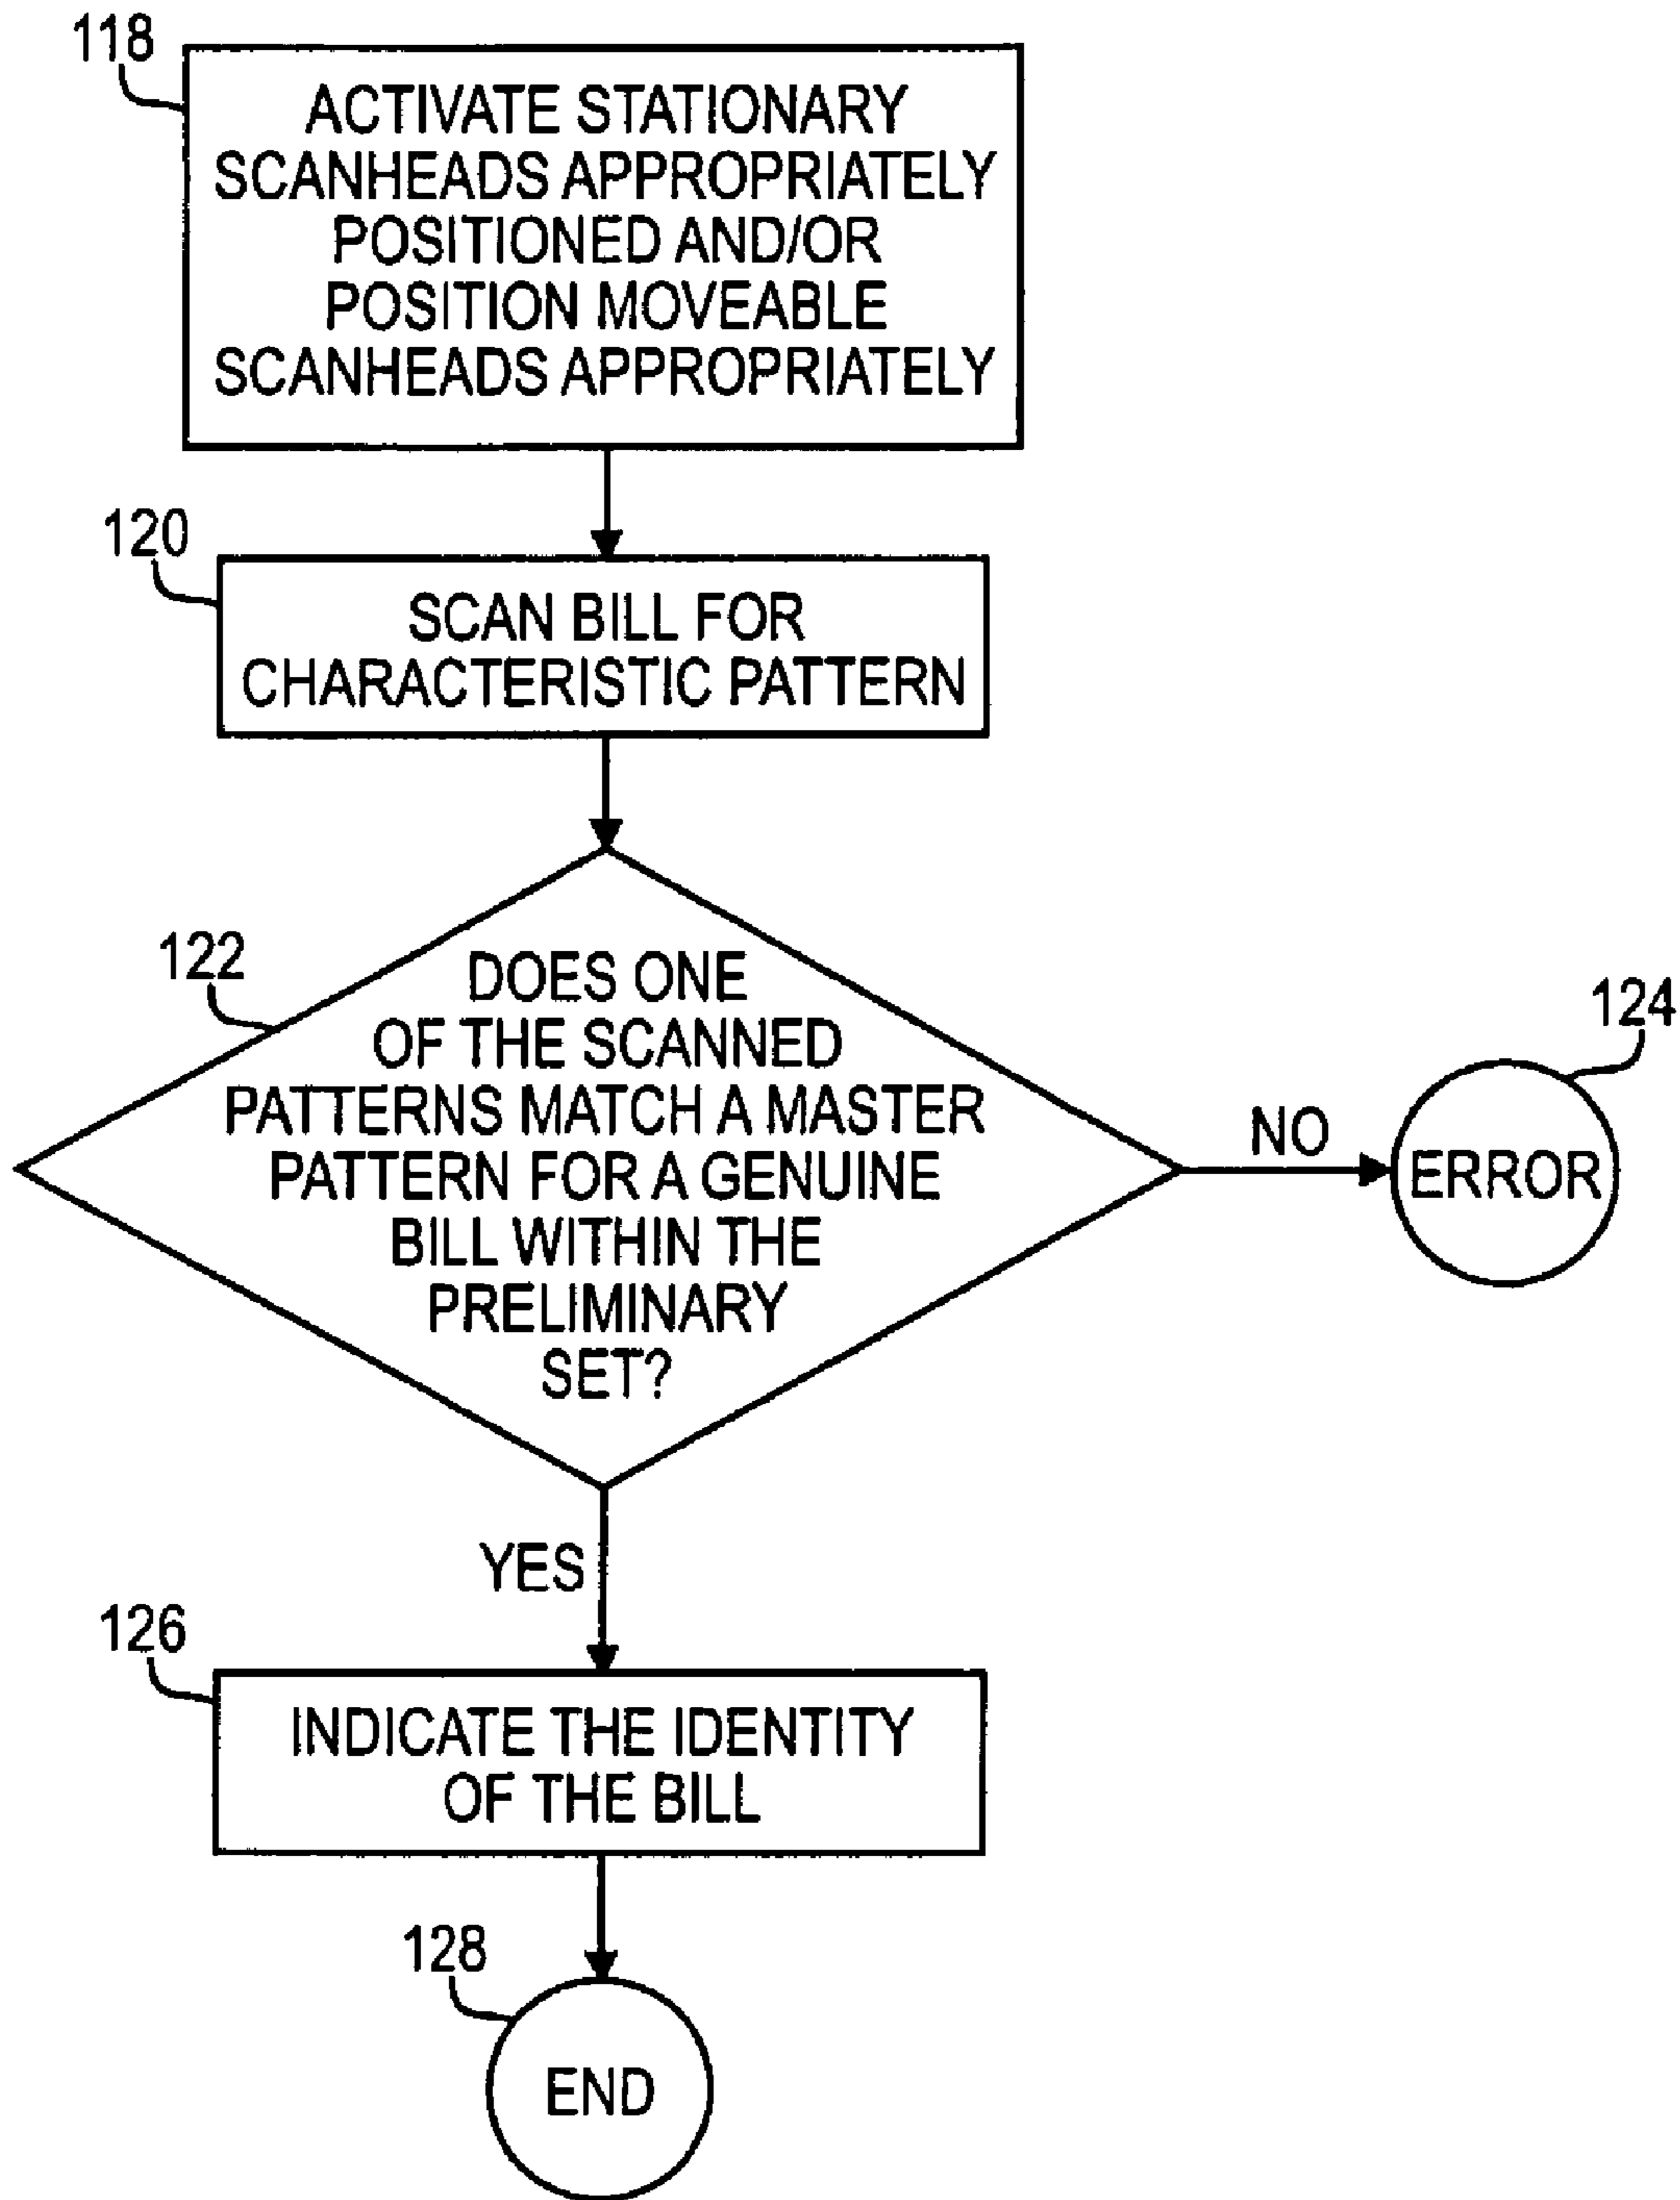 118
ACTIVATE STATIONARY
SCANHEADS APPROPRIATELY
POSITIONED AND/OR
POSITION MOVEABLE
SCANHEADS APPROPRIATELY
120
SCAN BILL FOR
CHARACTERISTIC PATTERN
122
DOES ONE
OF THE SCANNED
PATTERNS MATCH A MASTER
PATTERN FOR A GENUINE
BILL WITHIN THE
PRELIMINARY
SET?
NO
124
ERROR
YES
126
INDICATE THE IDENTITY
OF THE BILL
128
END